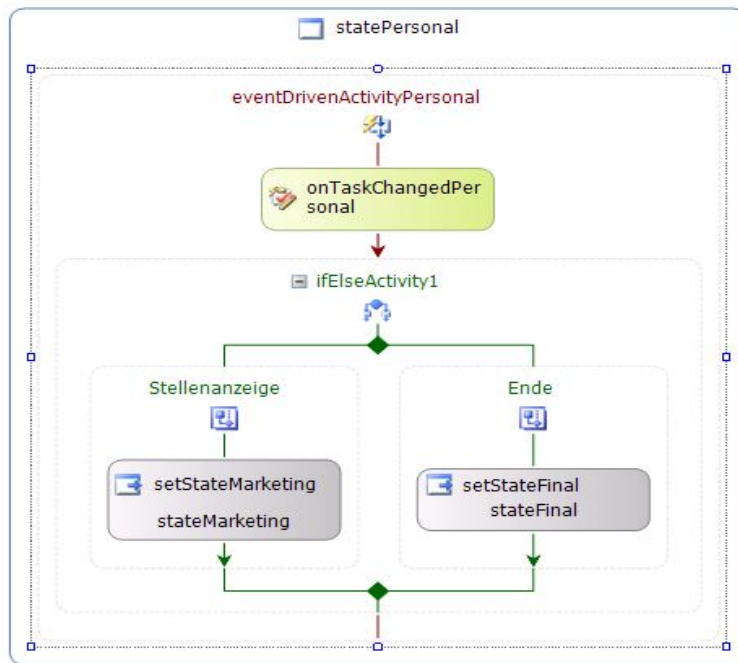 statePersonal
eventDrivenActivityPersonal
onTaskChangedPer
sonal
ifElseActivity1
Stellenanzeige
Ende
setStateMarketing
stateMarketing
setStateFinal
stateFinal